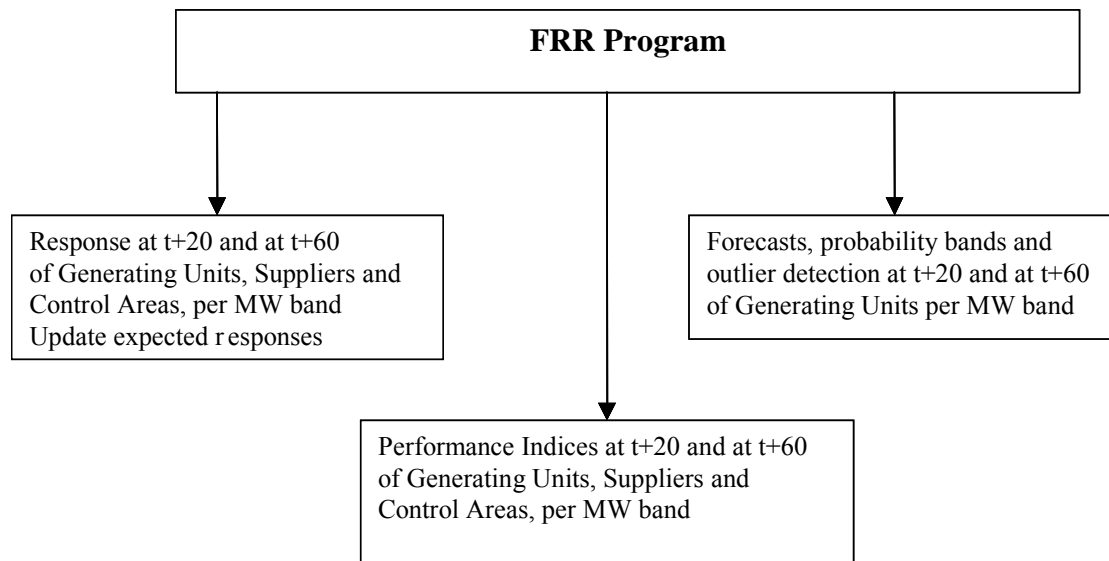 FRR Program
Response at t+20 and at t+60
of Generating Units, Suppliers and
Control Areas, per MW band
Update expected responses
Forecasts, probability bands and
outlier detection at t+20 and at t+60
of Generating Units per MW band
Performance Indices at t+20 and at t+60
of Generating Units, Suppliers and
Control Areas, per MW band